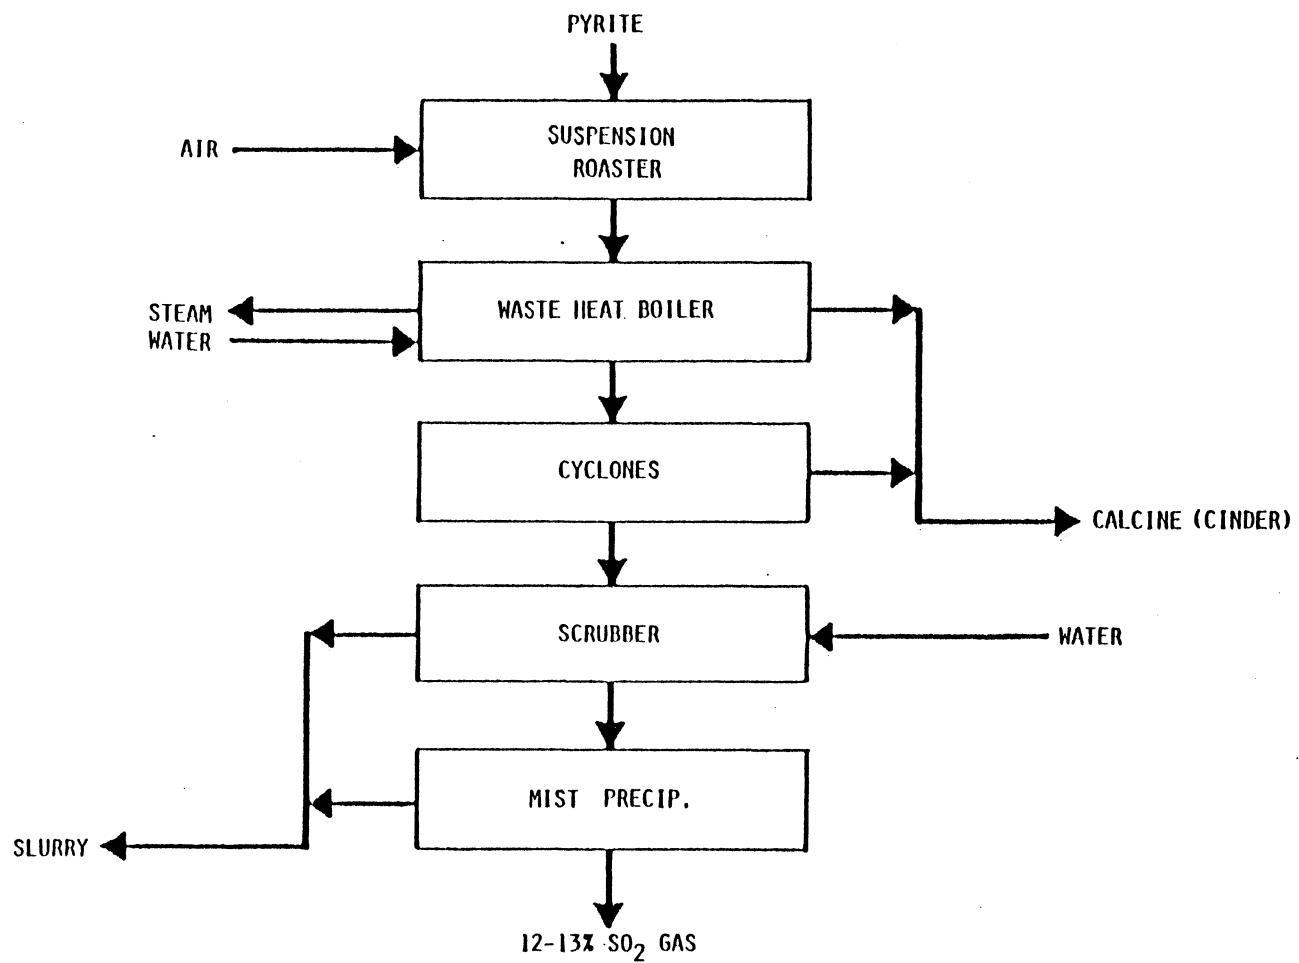 PYRITE
AIR
SUSPENSION
ROASTER
STEAM
WATER
WASTE HEAT BOILER
CYCLONES
CALCINE (CINDER)
SCRUBBER
WATER
MIST PRECIP.
SLURRY
12-13% SO2 GAS